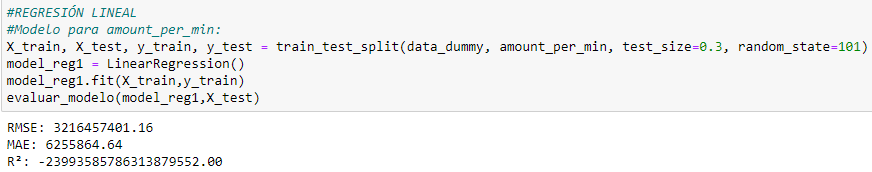 #REGRESIÓN LINEAL
#Modelo para amount_per_min:
X_train, X_test, y_train, y_test = train_test_split(data_dummy, amount_per_min, test_size=0.3, random_state=101)
model_reg1 = LinearRegression()
model_reg1.fit(X_train,y_train)
evaluar_modelo(model_reg1,X_test)
RMSE: 3216457401.16
MAE: 6255864.64
R²: -23993585786313879552.00